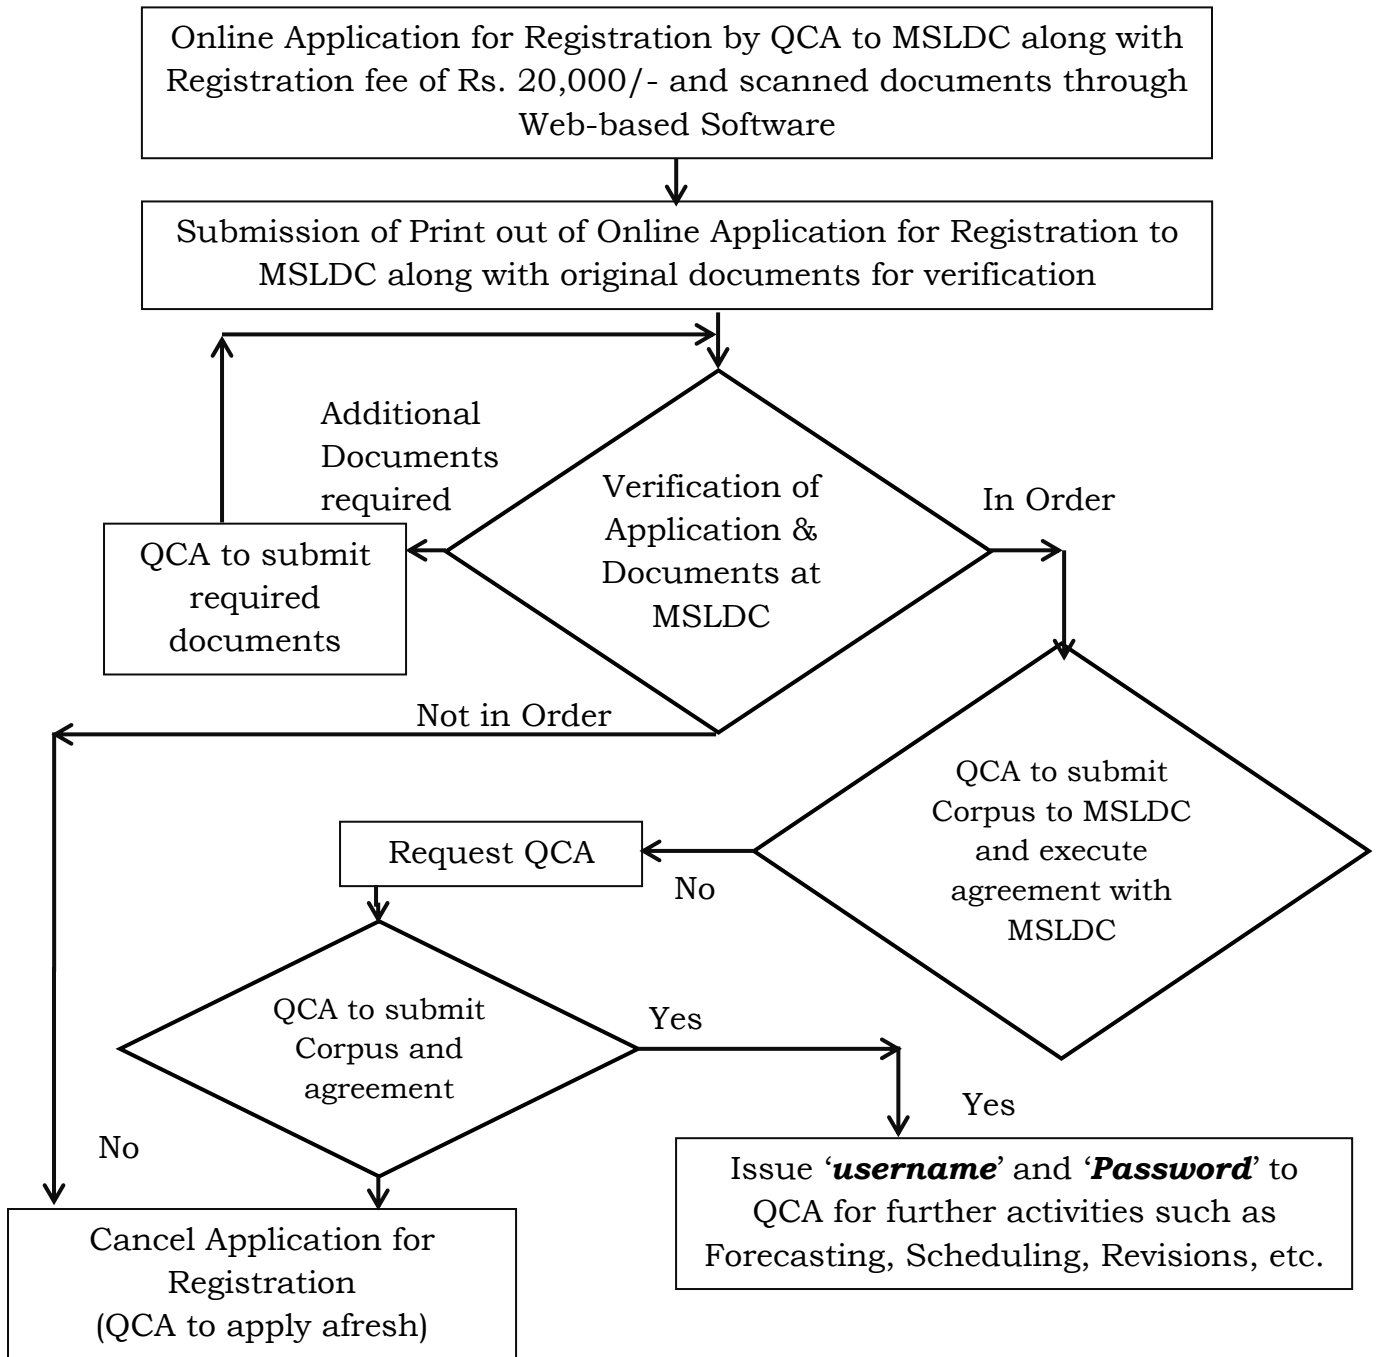 Online Application for Registration by QCA to MSLDC along with
Registration fee of Rs. 20,000/- and scanned documents through
Web-based Software
Submission of Print out of Online Application for Registration to
MSLDC along with original documents for verification
Additional
Documents
required
Verification of
Application &
Documents at
MSLDC
In Order
QCA to submit
required
documents
Not in Order
QCA to submit
Corpus to MSLDC
and execute
agreement with
MSLDC
Request QCA
No
QCA to submit
Corpus and
agreement
Yes
Yes
No
Issue ‘username’ and ‘Password’ to
QCA for further activities such as
Forecasting, Scheduling, Revisions, etc.
Cancel Application for
Registration
(QCA to apply afresh)